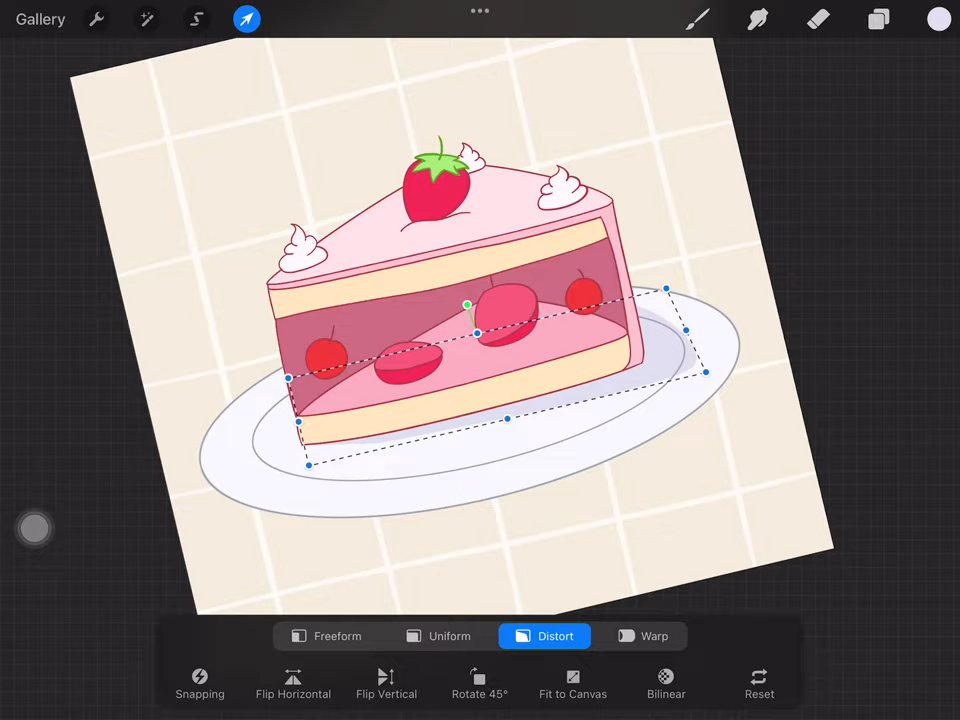 Gallery
Freeform Uniform Distort Warp
Snapping Flip Horizontal Flip Vertical Rotate 45° Fit to Canvas Bilinear Reset